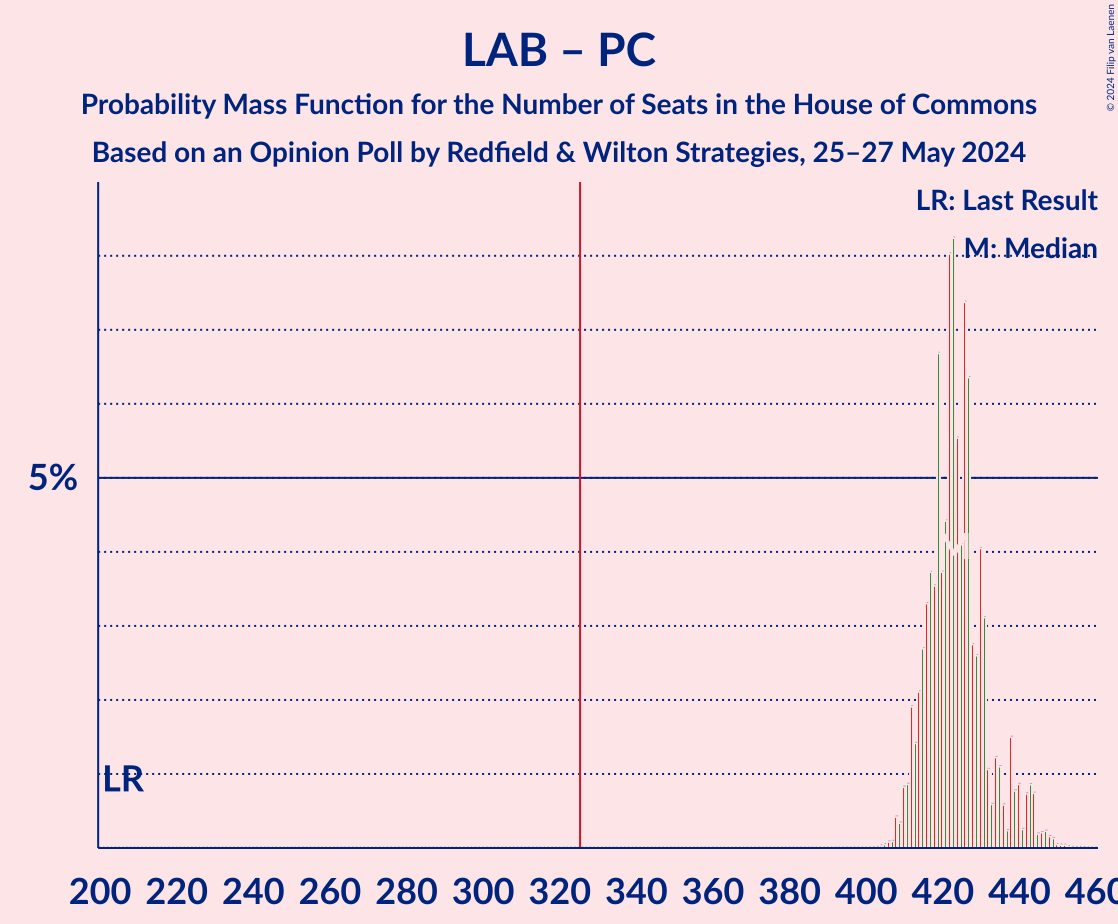 LAB – PC
Probability Mass Function for the Number of Seats in the House of Commons
Based on an Opinion Poll by Redfield & Wilton Strategies, 25–27 May 2024
© 2024 Filip van Laenen
LR: Last Result
M: Median
5%
LR
200 220 240 260 280 300 320 340 360 380 400 420 440 460